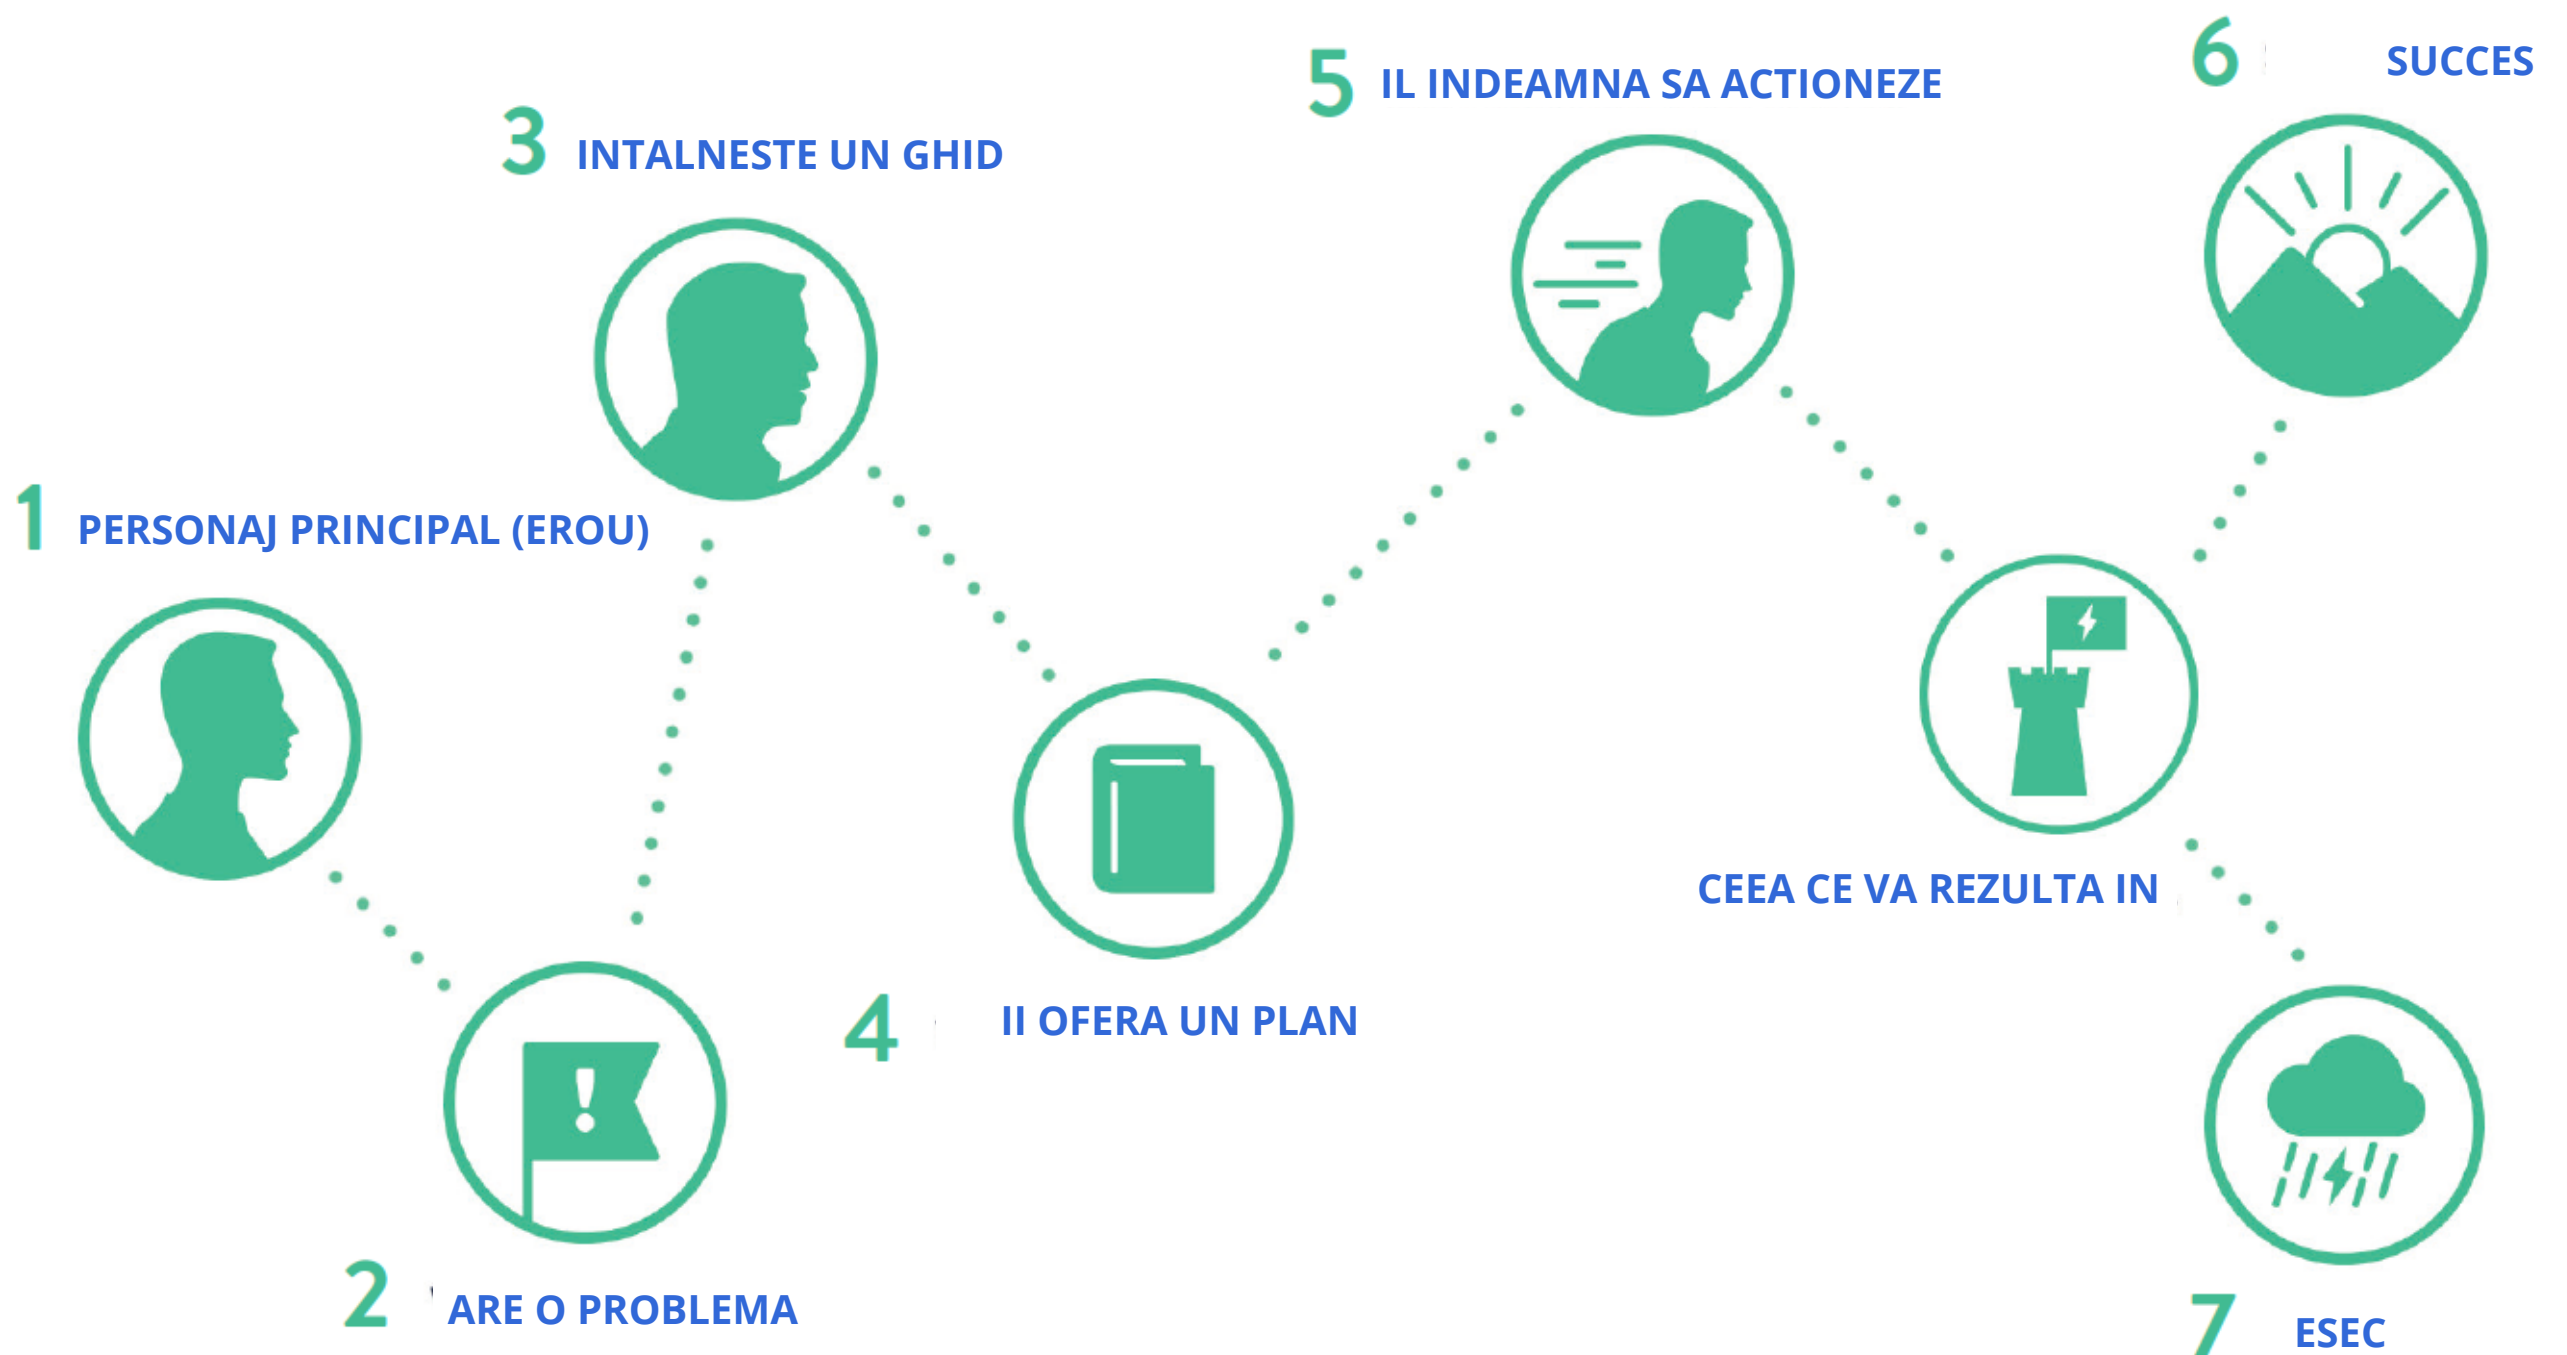 1 PERSONAJ PRINCIPAL (EROU)
2 ARE O PROBLEMA
3 INTALNESTE UN GHID
4 II OFERA UN PLAN
5 IL INDEAMNA SA ACTIONEZE
CEEA CE VA REZULTA IN
6 SUCCES
7 ESEC